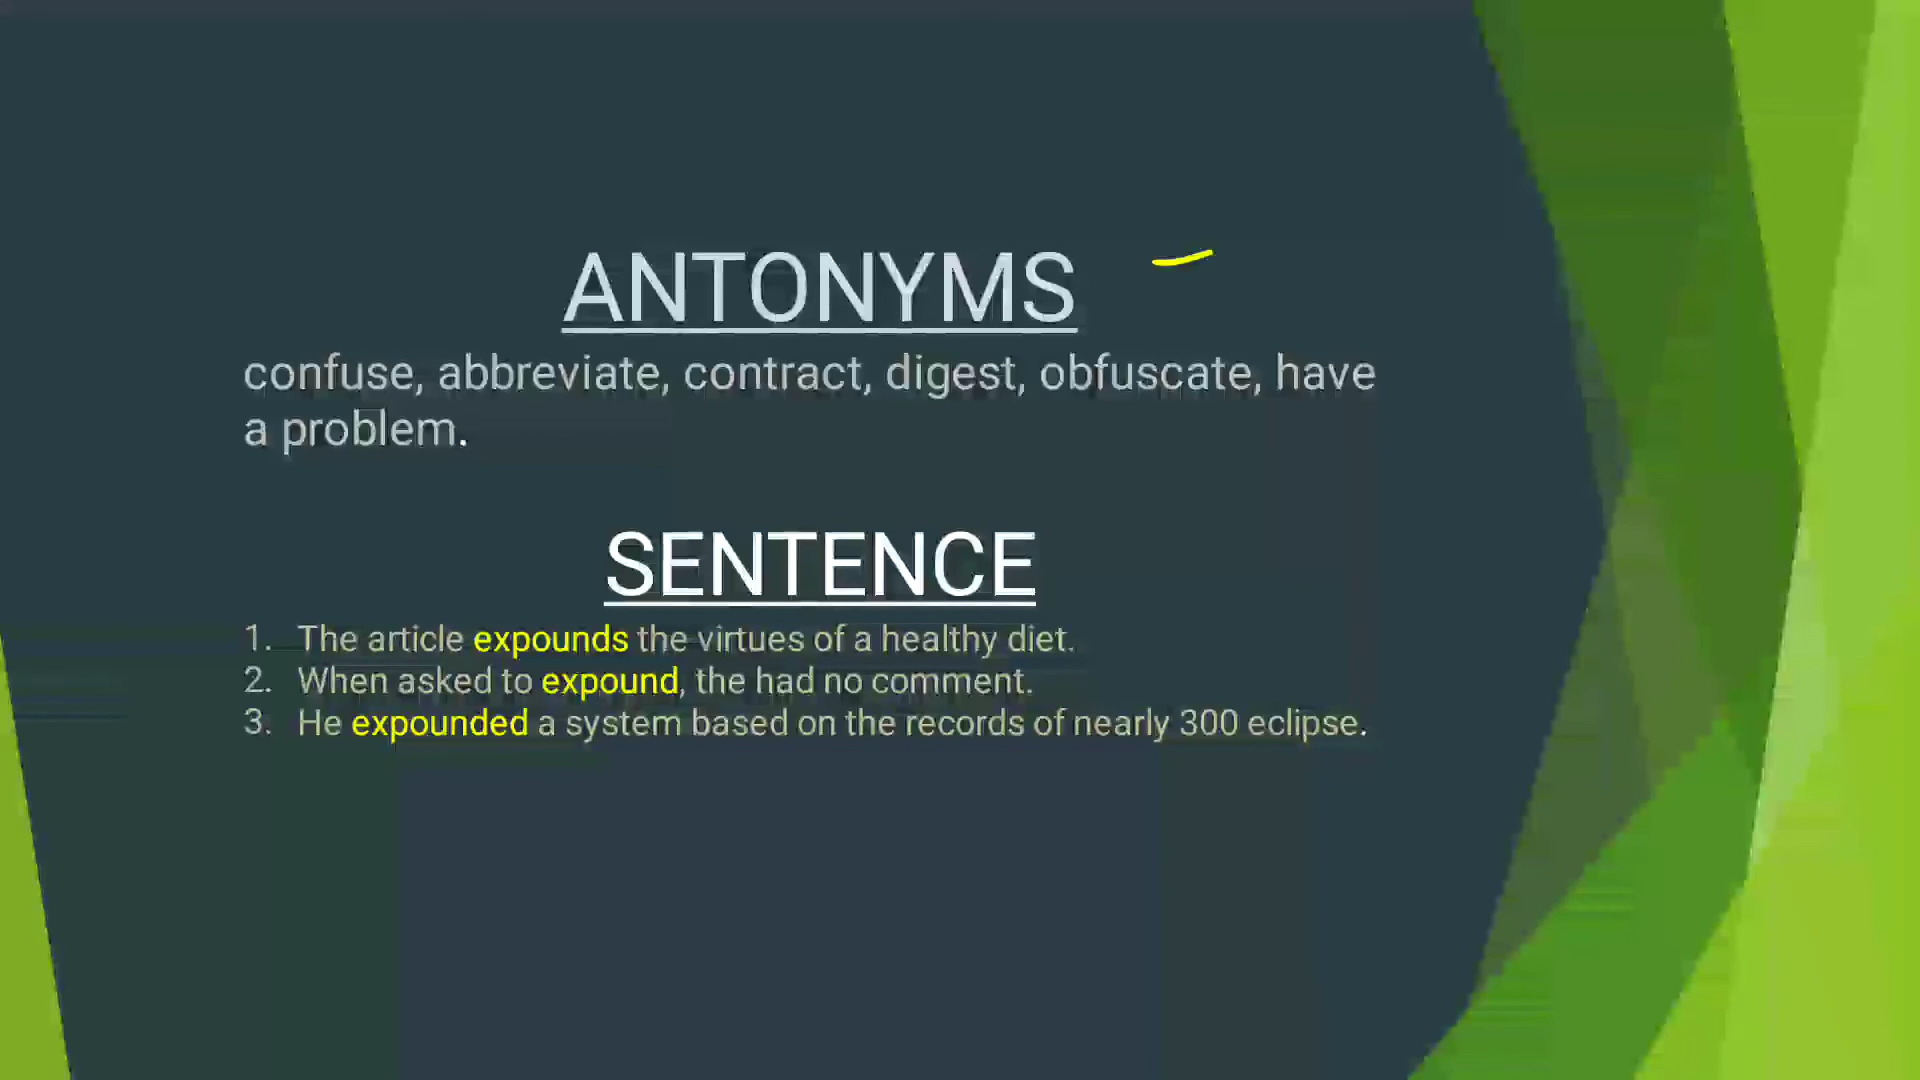 ANTONYMS
confuse, abbreviate, contract, digest, obfuscate, have
a problem.
SENTENCE
1. The article expounds the virtues of a healthy diet.
2. When asked to expound, the had no comment.
3. He expounded a system based on the records of nearly 300 eclipse.